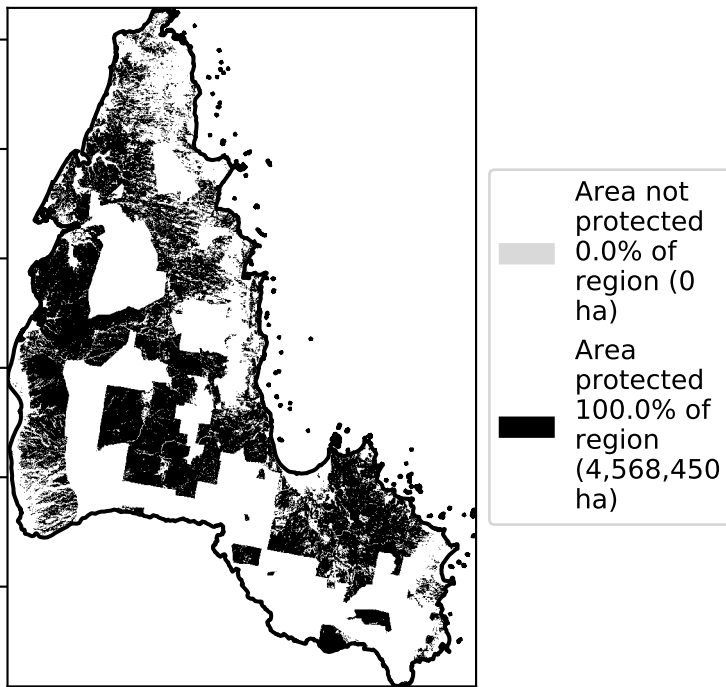 Area not
protected
0.0% of
region (0
ha)
Area
protected
100.0% of
region
(4,568,450
ha)